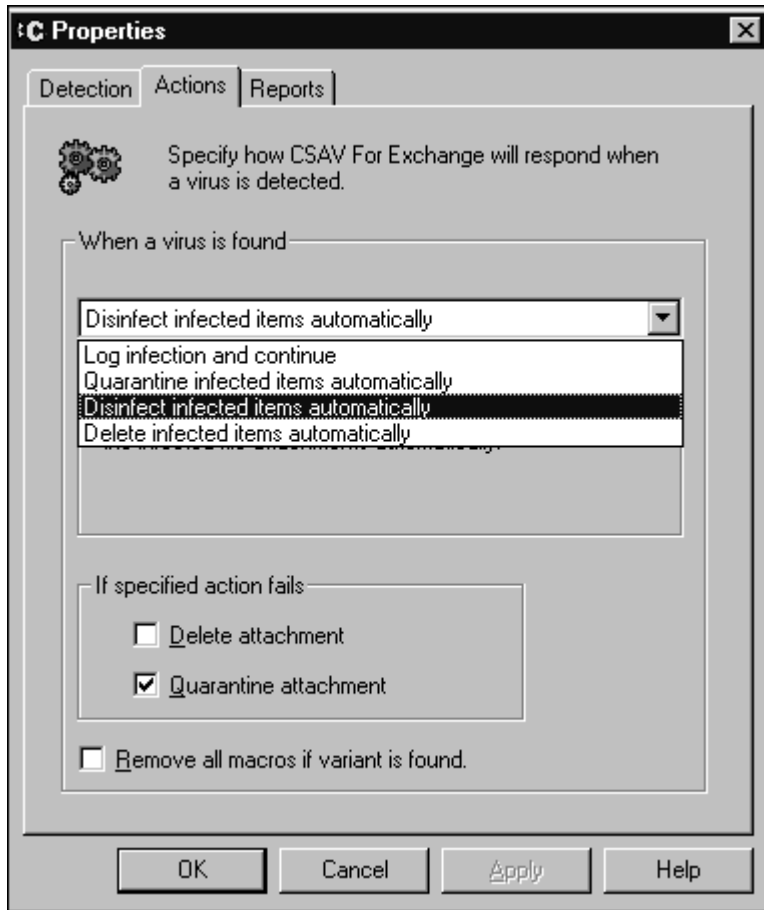 C Properties
Detection Actions Reports
Specify how CSAV For Exchange will respond when
a virus is detected.
When a virus is found
Disinfect infected items automatically
Log infection and continue
Quarantine infected items automatically
Disinfect infected items automatically
Delete infected items automatically
If specified action fails
Delete attachment
Quarantine attachment
Remove all macros if variant is found.
OK Cancel Apply Help